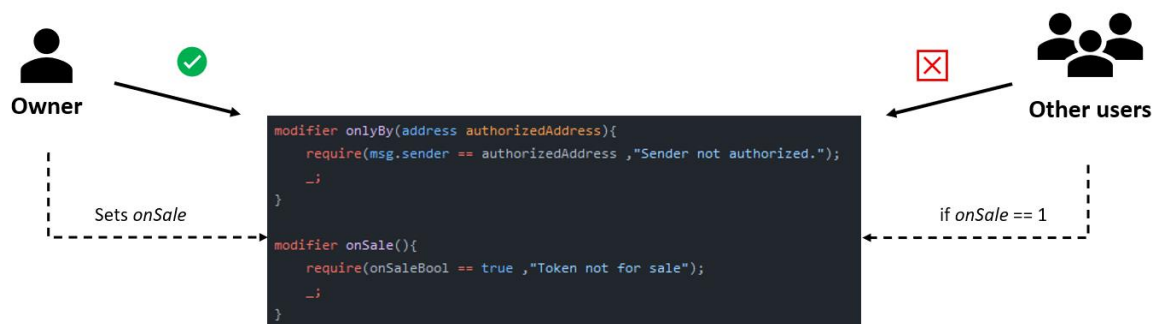 Owner
Other users
modifier onlyBy(address authorizedAddress){
    require(msg.sender == authorizedAddress ,"Sender not authorized.");
    _;
}
modifier onSale(){
    require(onSaleBool == true ,"Token not for sale");
    _;
}
Sets onSale
if onSale == 1